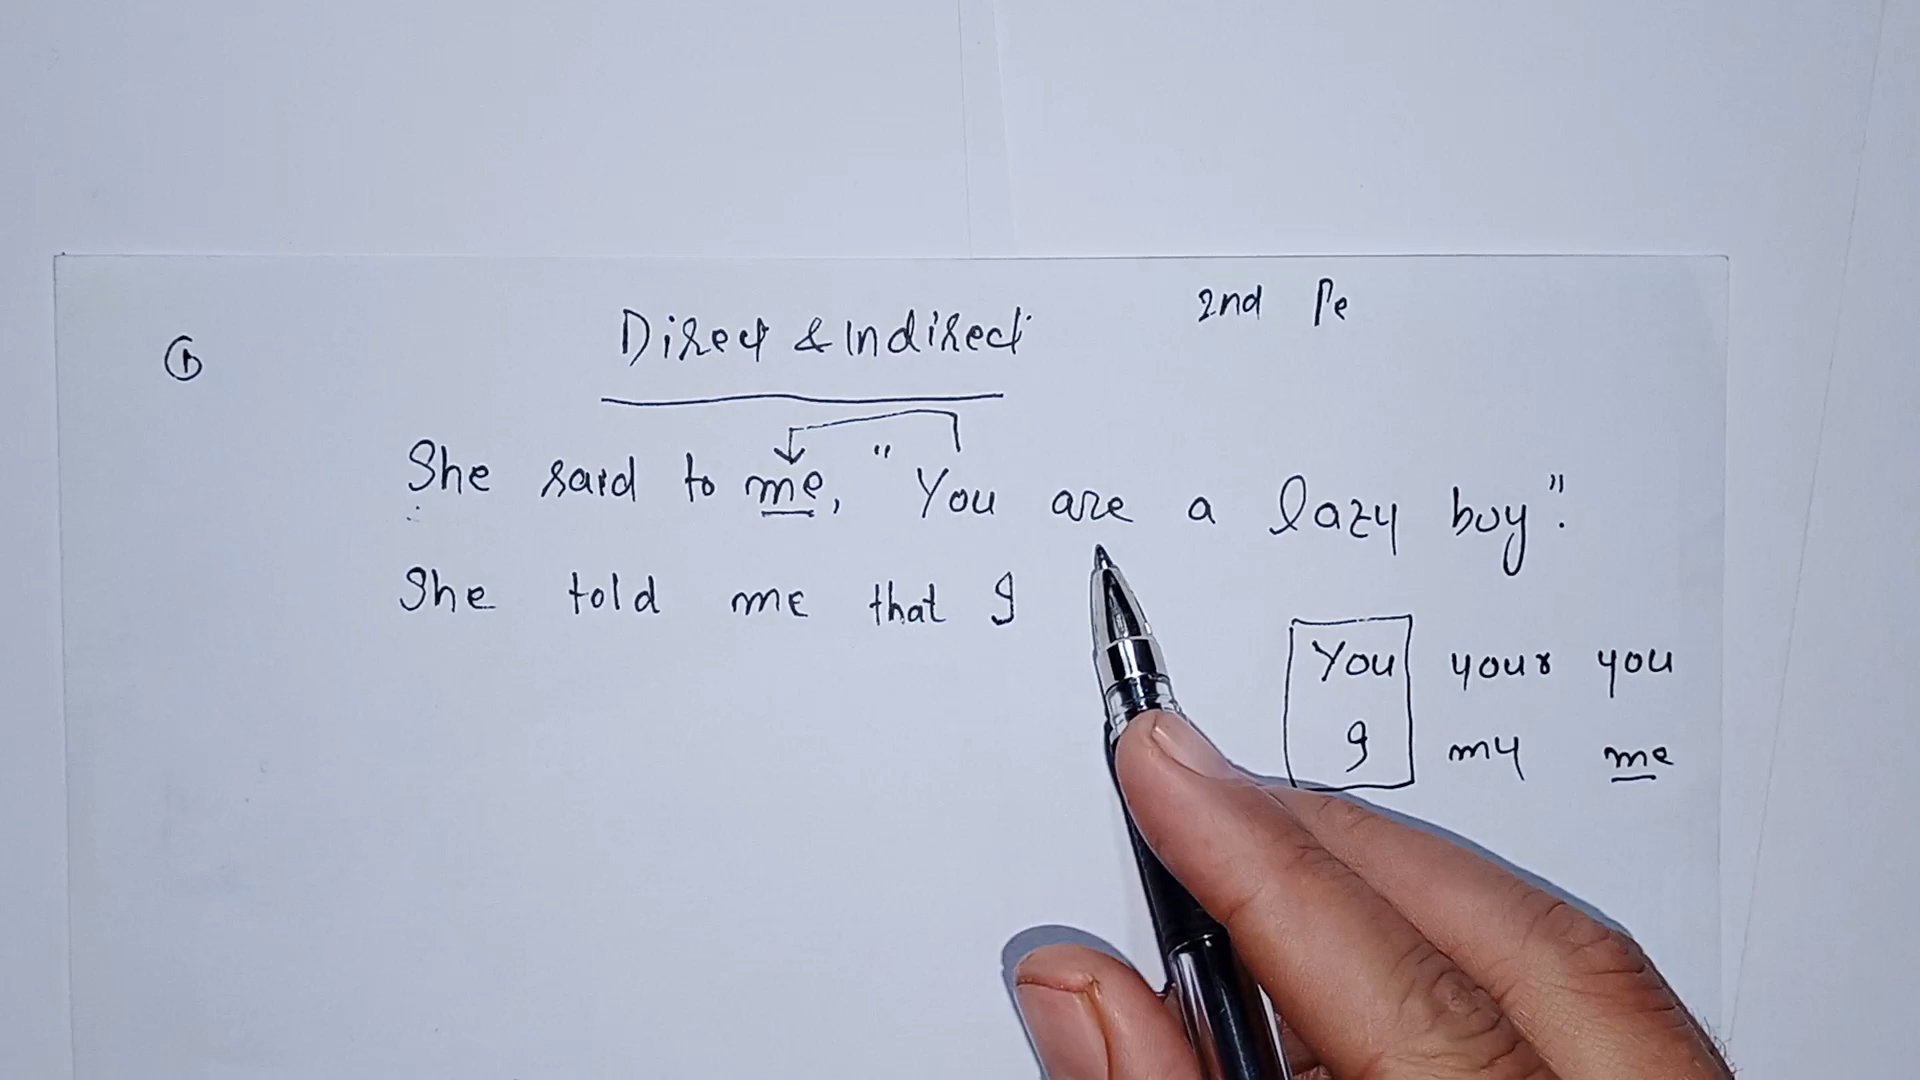 2nd Pe
①
Direct & Indirect
She said to me, "You are a lazy boy".
She told me that I
You your you
I my me